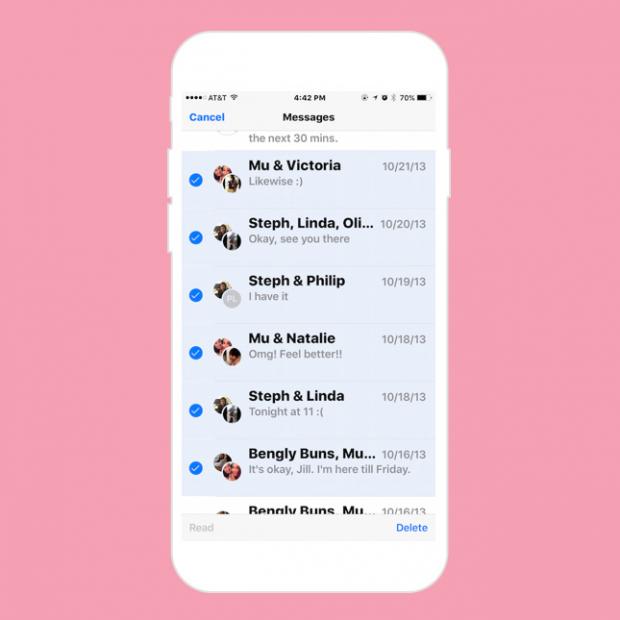 AT&T 4:42 PM 70%
Cancel Messages
the next 30 mins.
Mu & Victoria 10/21/13
Likewise :)
Steph, Linda, Oli... 10/20/13
Okay, see you there
Steph & Philip 10/19/13
PL I have it
Mu & Natalie 10/18/13
Omg! Feel better!!
Steph & Linda 10/18/13
Tonight at 11 :(
Bengly Buns, Mu... 10/16/13
It's okay, Jill. I'm here till Friday.
Bengly Buns, Mu... 10/16/13
Read Delete